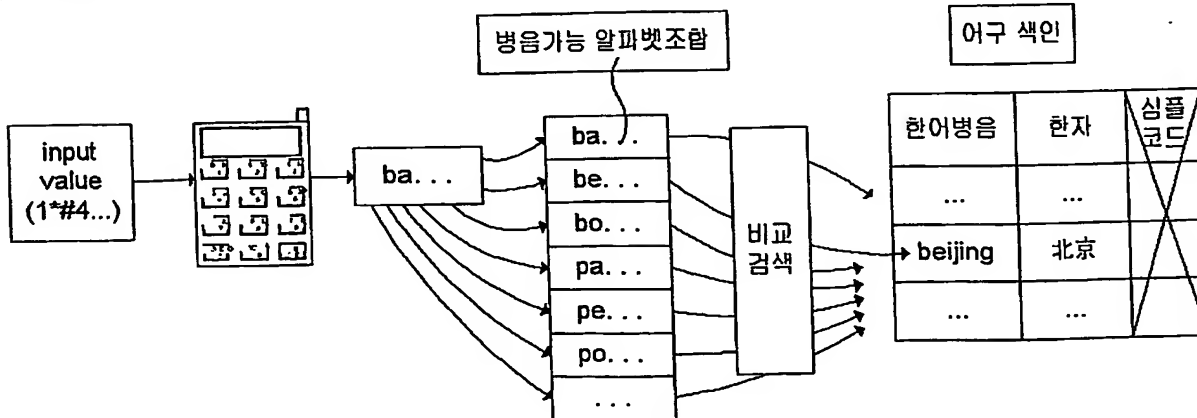 병음가능 알파벳조합
어구 색인
input
value
(1*#4...)
ba...
ba...
be...
bo...
pa...
pe...
po...
...
비교
검색
한어병음 한자 심플
코드
... ...
beijing 北京
... ...